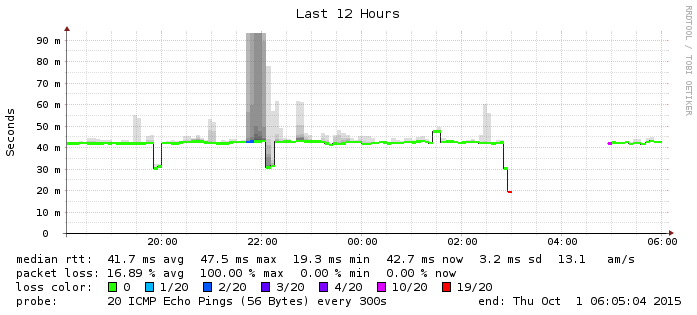 Last 12 Hours
RRDTOOL / TOBI OETIKER
Seconds
90 m
80 m
70 m
60 m
50 m
40 m
30 m
20 m
10 m
0
20:00 22:00 00:00 02:00 04:00 06:00
median rtt: 41.7 ms avg 47.5 ms max 19.3 ms min 42.7 ms now 3.2 ms sd 13.1 am/s
packet loss: 16.89 % avg 100.00 % max 0.00 % min 0.00 % now
loss color: 0 1/20 2/20 3/20 4/20 10/20 19/20
probe: 20 ICMP Echo Pings (56 Bytes) every 300s end: Thu Oct 1 06:05:04 2015